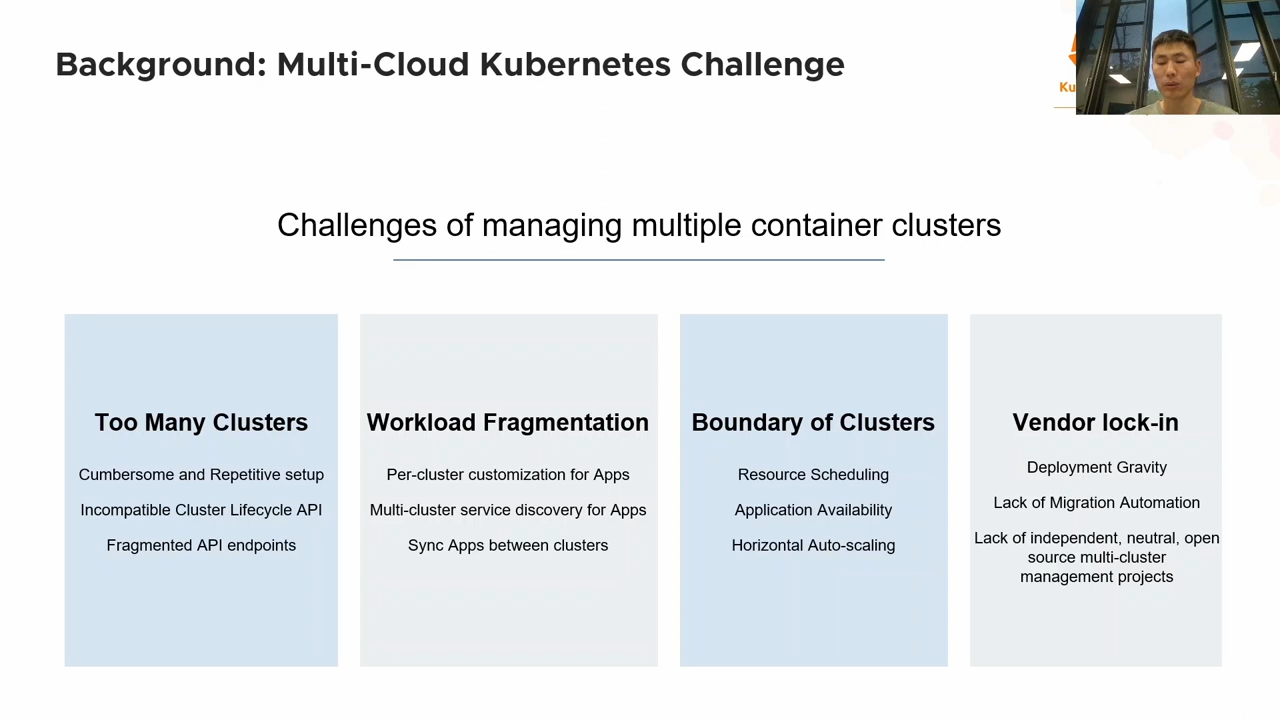 Background: Multi-Cloud Kubernetes Challenge
Challenges of managing multiple container clusters
Too Many Clusters
Cumbersome and Repetitive setup
Incompatible Cluster Lifecycle API
Fragmented API endpoints
Workload Fragmentation
Per-cluster customization for Apps
Multi-cluster service discovery for Apps
Sync Apps between clusters
Boundary of Clusters
Resource Scheduling
Application Availability
Horizontal Auto-scaling
Vendor lock-in
Deployment Gravity
Lack of Migration Automation
Lack of independent, neutral, open
source multi-cluster
management projects